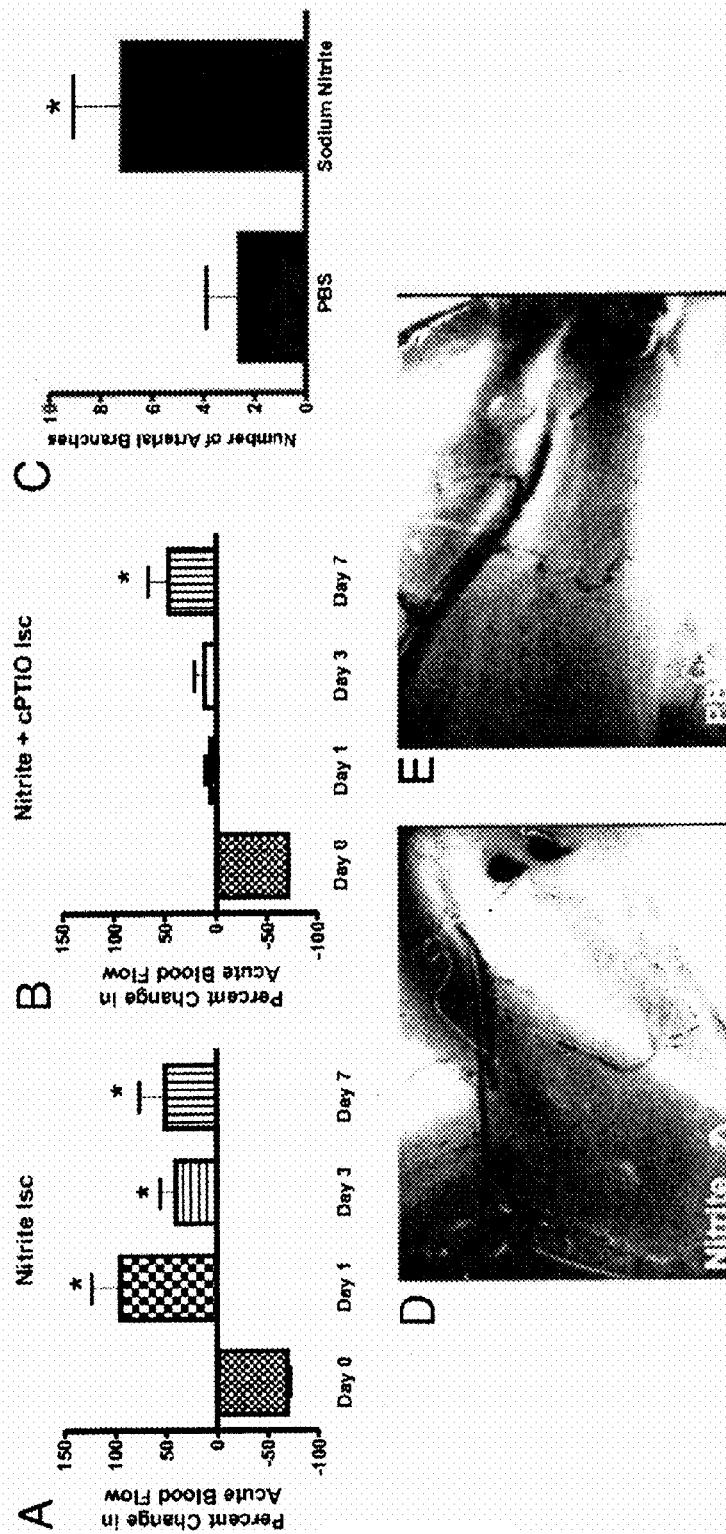 A
Nitrite Isc
Percent Change in
Acute Blood Flow
150
100
50
0
-50
-100
*
*
*
Day 0
Day 1
Day 3
Day 7
B
Nitrite + cPTIO Isc
Percent Change in
Acute Blood Flow
150
100
50
0
-50
-100
*
Day 0
Day 1
Day 3
Day 7
C
Number of Arterial Branches
10
8
6
4
2
0
*
PBS
Sodium Nitrite
D
Nitrite
E